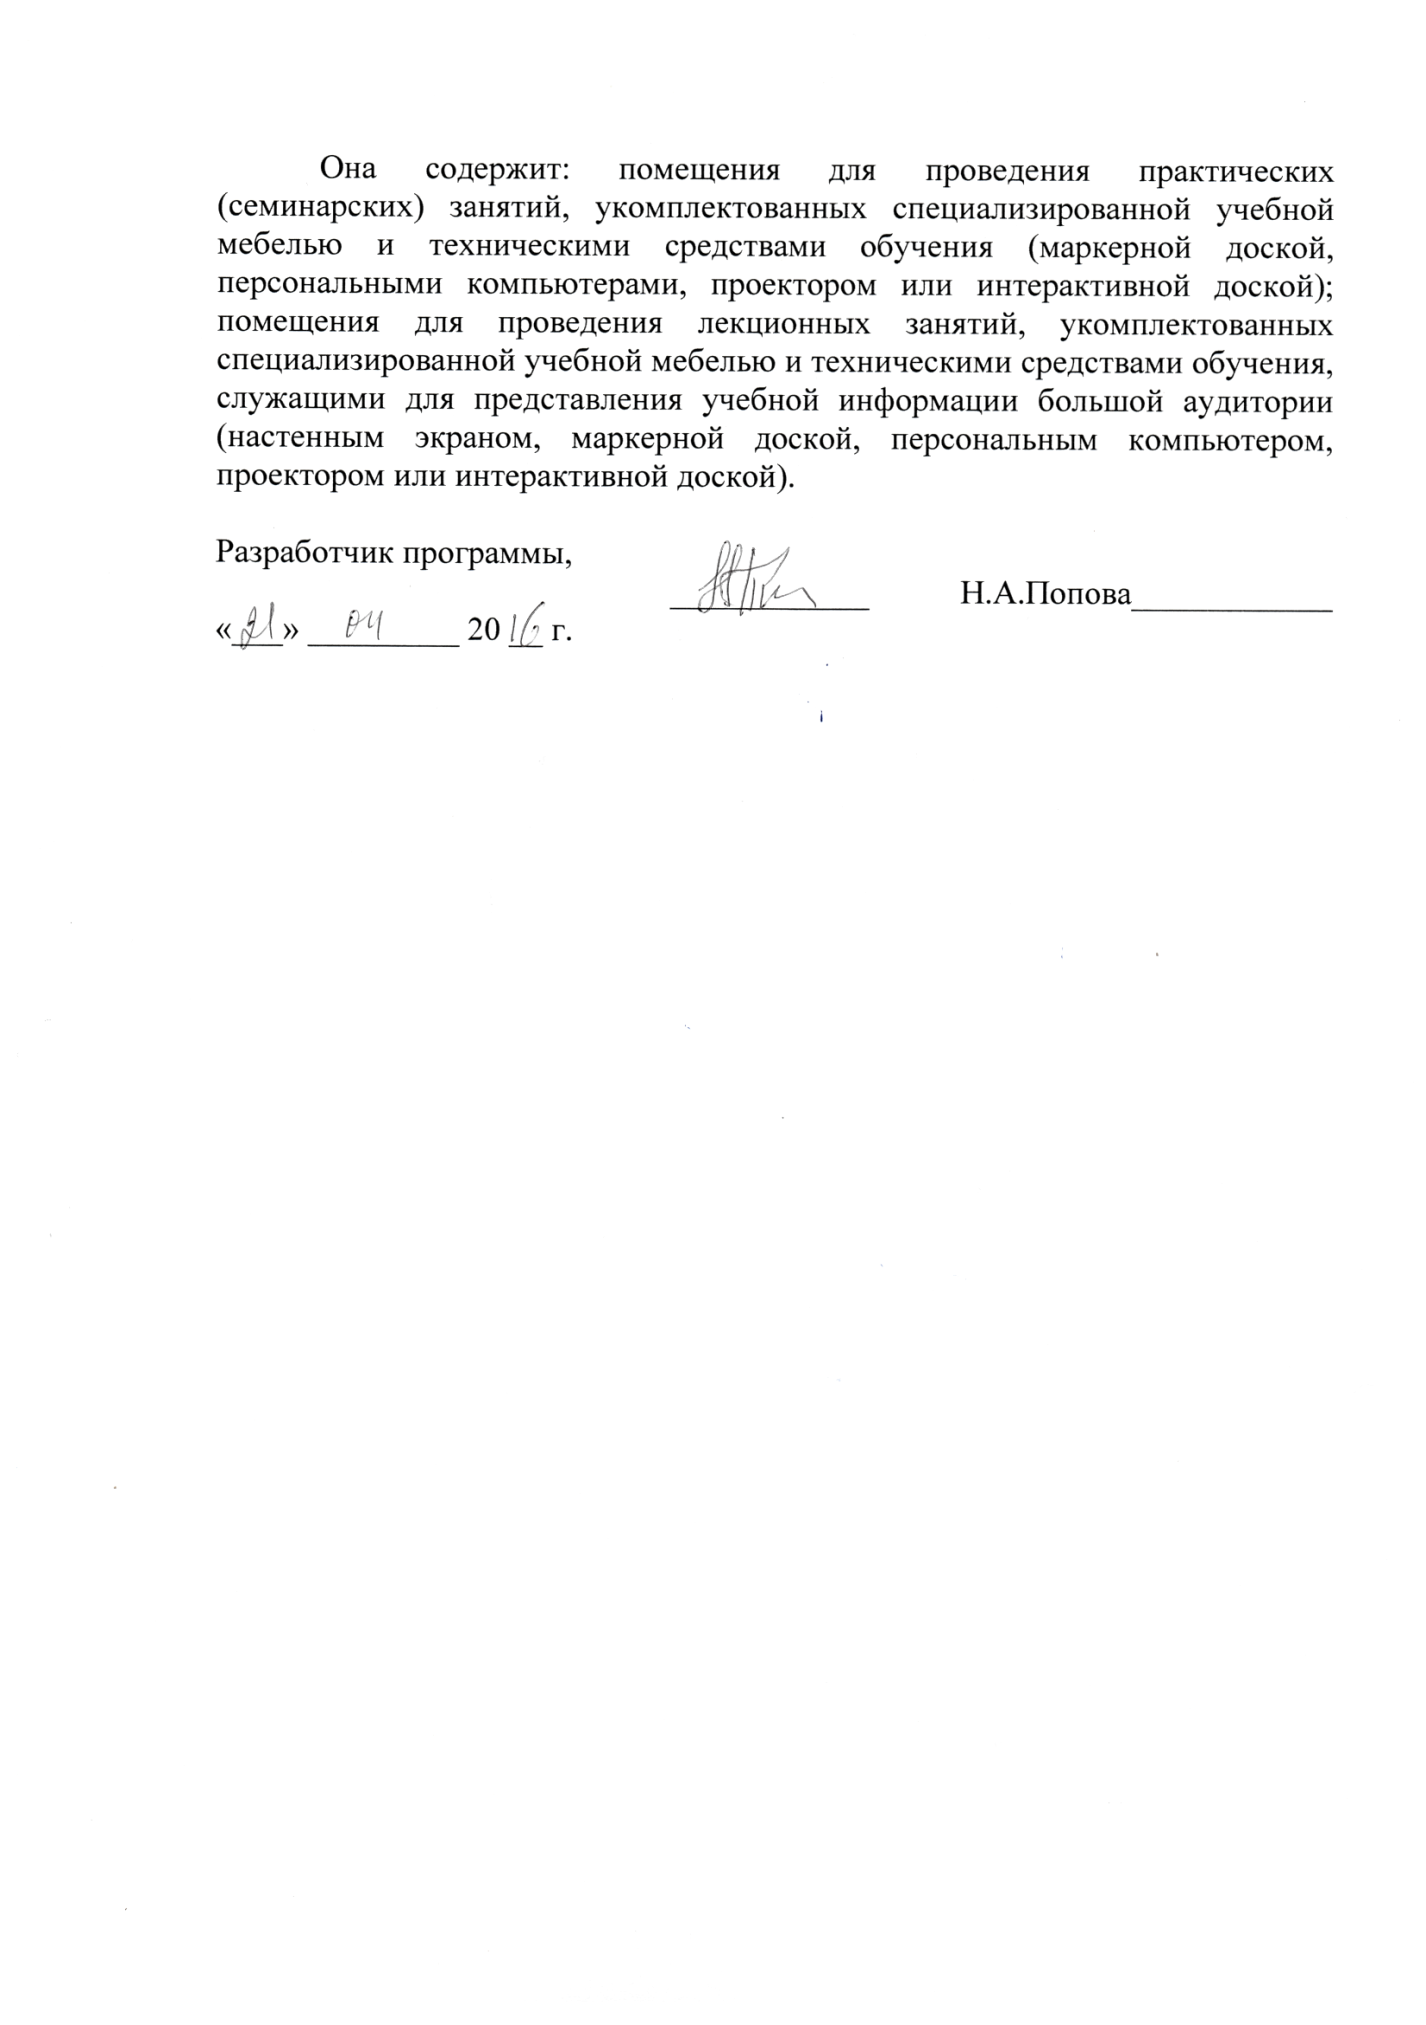 Она содержит: помещения для проведения практических
(семинарских) занятий, укомплектованных специализированной учебной
мебелью и техническими средствами обучения (маркерной доской,
персональными компьютерами, проектором или интерактивной доской);
помещения для проведения лекционных занятий, укомплектованных
специализированной учебной мебелью и техническими средствами обучения,
служащими для представления учебной информации большой аудитории
(настенным экраном, маркерной доской, персональным компьютером,
проектором или интерактивной доской).
Разработчик программы,
Н.А.Попова
«21» 04 2016 г.